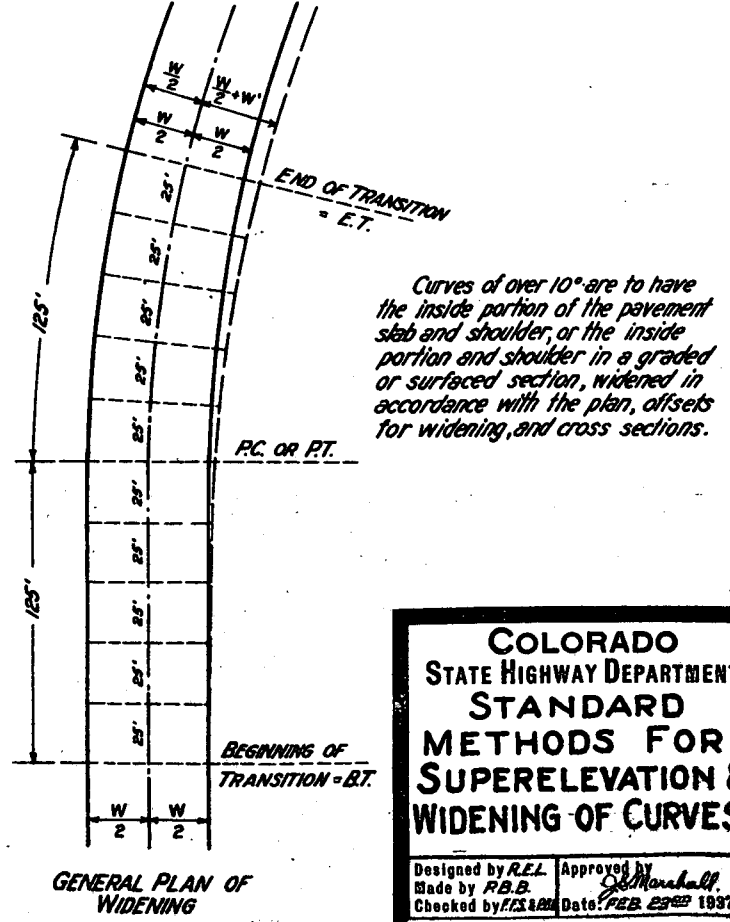 W/2 W/2 + W'
W/2 W/2
25'
END OF TRANSITION
= E.T.
25'
25'
125'
25'
25'
P.C. OR P.T.
Curves of over 10° are to have
the inside portion of the pavement
slab and shoulder, or the inside
portion and shoulder in a graded
or surfaced section, widened in
accordance with the plan, offsets
for widening, and cross sections.
25'
25'
125'
25'
25'
25'
BEGINNING OF
TRANSITION = B.T.
W/2 W/2
GENERAL PLAN OF
WIDENING
COLORADO
STATE HIGHWAY DEPARTMENT
STANDARD
METHODS FOR
SUPERELEVATION &
WIDENING OF CURVES
Designed by R.E.L.
Made by R.B.B.
Checked by F.F.S.
Approved by
J.S. Marshall.
Date: FEB. 23RD 1937